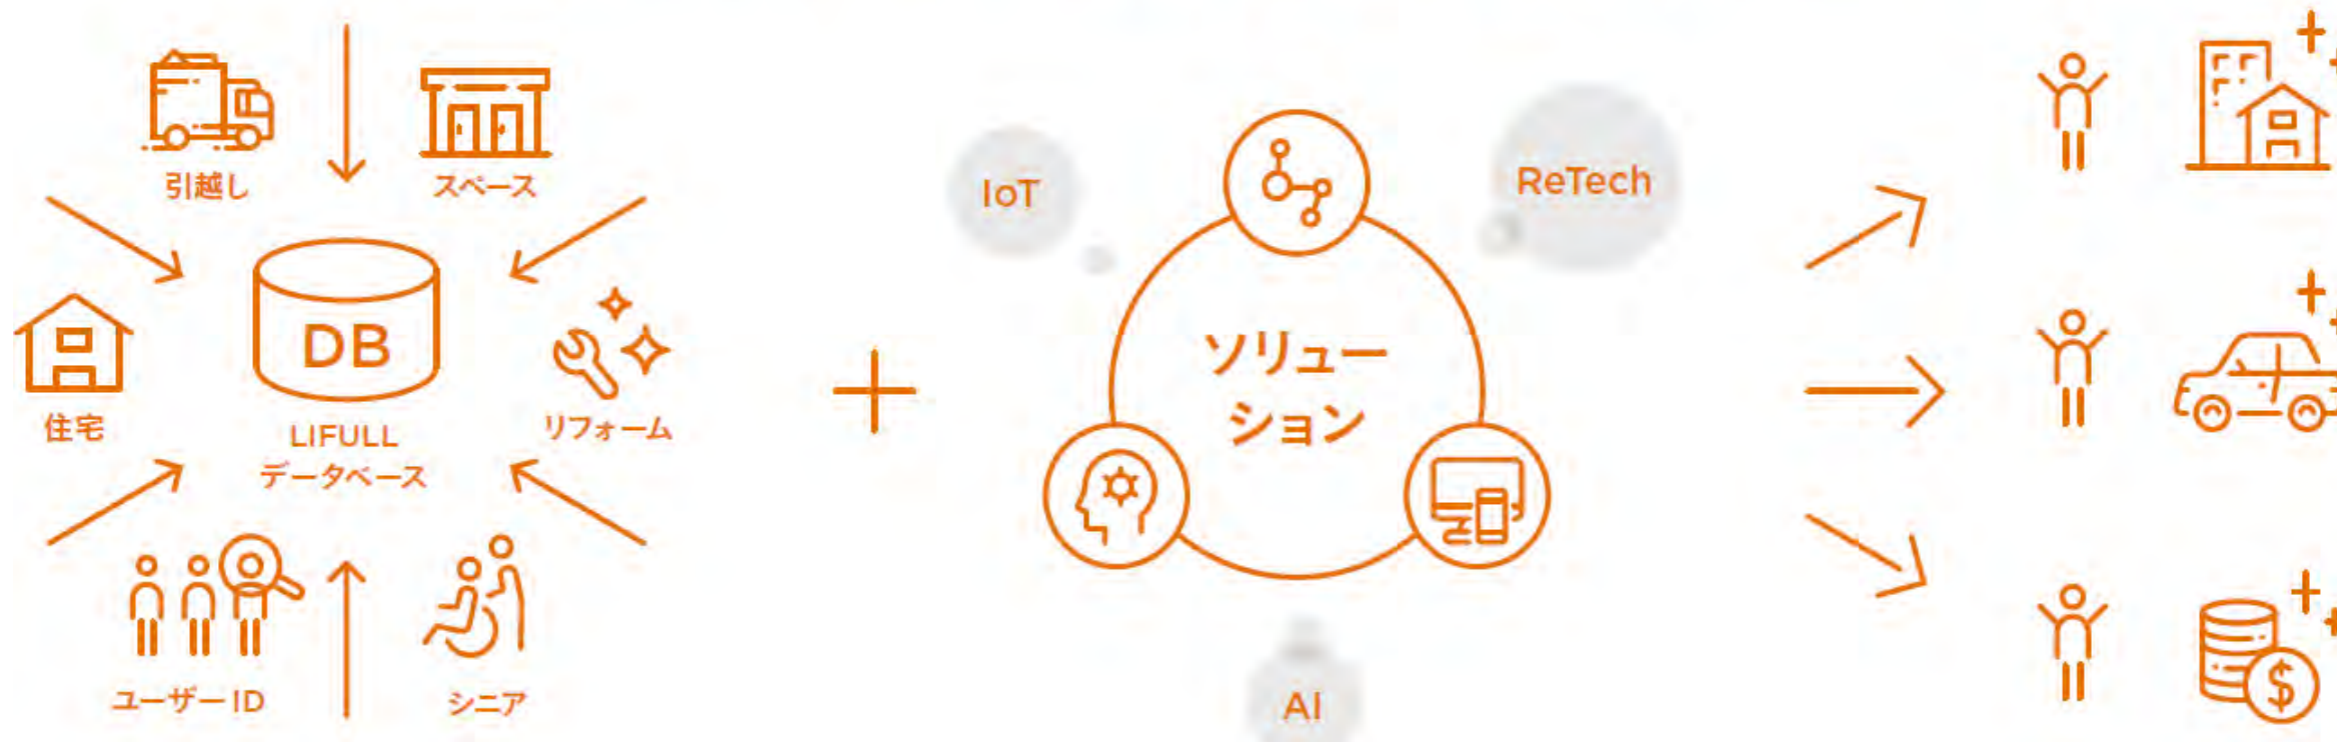 引越し
スペース
住宅
DB
LIFULL
データベース
リフォーム
ユーザーID
シニア
IoT
ReTech
ソリュー
ション
AI
$